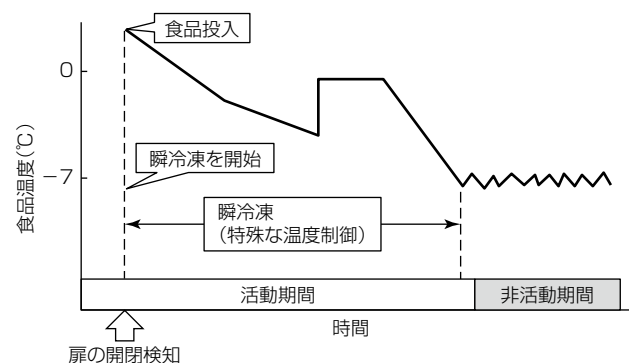 食品投入
0
瞬冷凍を開始
-7
食品温度(℃)
瞬冷凍
(特殊な温度制御)
活動期間
非活動期間
時間
扉の開閉検知